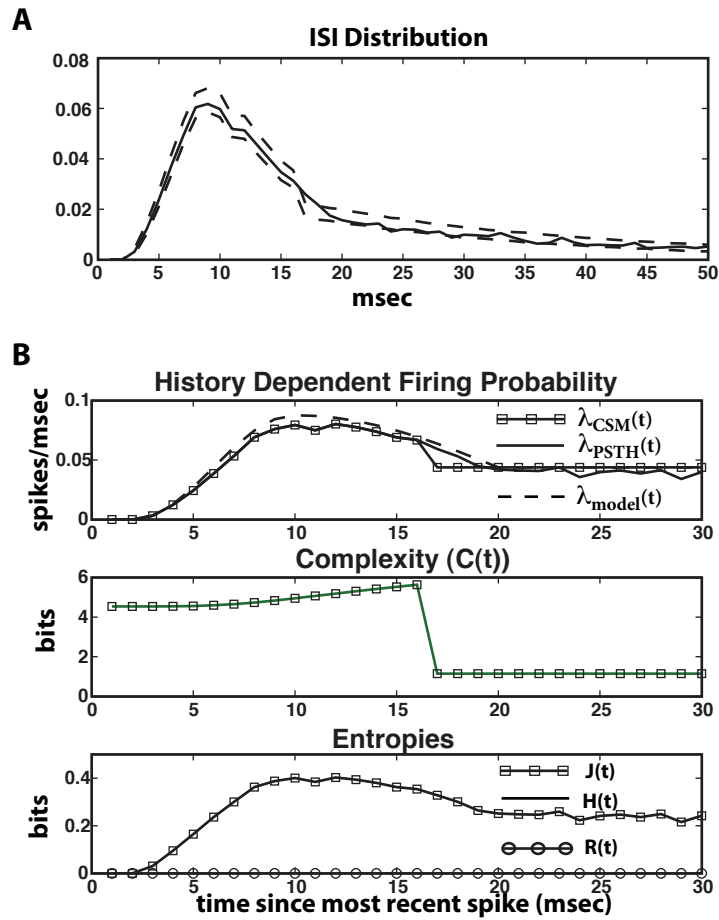 A
ISI Distribution
0.08
0.06
0.04
0.02
0
0 5 10 15 20 25 30 35 40 45 50
msec
B
History Dependent Firing Probability
spikes/msec
0.1
0.05
0
λCSM(t)
λPSTH(t)
λmodel(t)
0 5 10 15 20 25 30
Complexity (C(t))
bits
6
4
2
0
0 5 10 15 20 25 30
Entropies
bits
0.4
0.2
0
J(t)
H(t)
R(t)
0 5 10 15 20 25 30
time since most recent spike (msec)